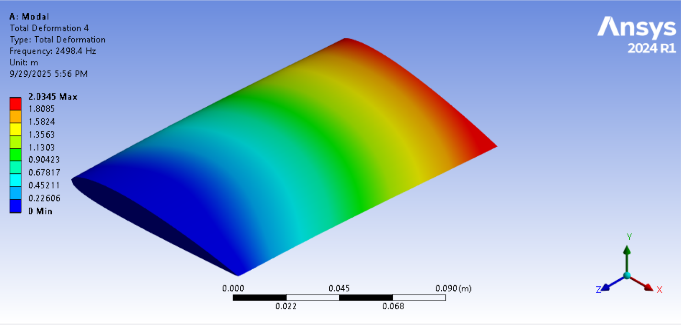 A: Modal
Total Deformation 4
Type: Total Deformation
Frequency: 2498.4 Hz
Unit: m
9/29/2025 5:56 PM
Ansys
2024 R1
2.0345 Max
1.8085
1.5824
1.3563
1.1303
0.90423
0.67817
0.45211
0.22606
0 Min
0.000
0.045
0.090 (m)
0.022
0.068
Y
Z
X